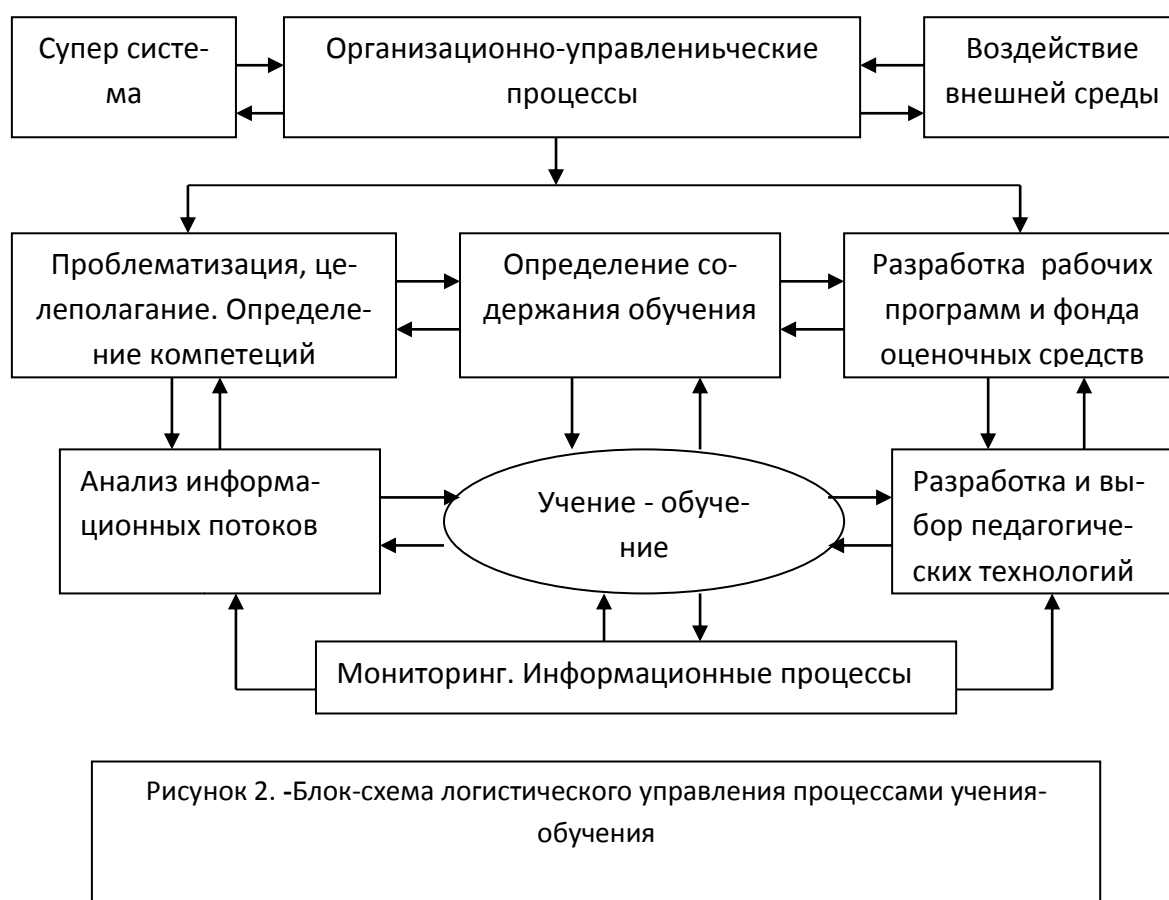 Супер систе-
ма
Организационно-управлениьческие
процессы
Воздействие
внешней среды
Проблематизация, це-
леполагание. Определе-
ние компетеций
Определение со-
держания обучения
Разработка рабочих
программ и фонда
оценочных средств
Анализ информа-
ционных потоков
Учение - обуче-
ние
Разработка и вы-
бор педагогиче-
ских технологий
Мониторинг. Информационные процессы
Рисунок 2. -Блок-схема логистического управления процессами учения-
обучения